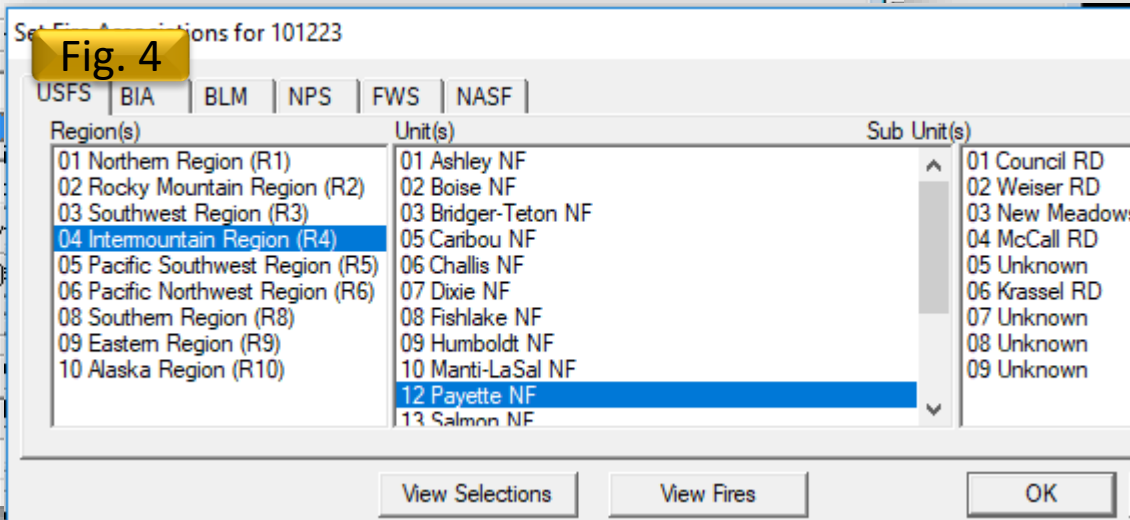 Set Fire Associations for 101223
Fig. 4
USFS BIA BLM NPS FWS NASF
Region(s)
01 Northern Region (R1)
02 Rocky Mountain Region (R2)
03 Southwest Region (R3)
04 Intermountain Region (R4)
05 Pacific Southwest Region (R5)
06 Pacific Northwest Region (R6)
08 Southern Region (R8)
09 Eastern Region (R9)
10 Alaska Region (R10)
Unit(s)
01 Ashley NF
02 Boise NF
03 Bridger-Teton NF
05 Caribou NF
06 Challis NF
07 Dixie NF
08 Fishlake NF
09 Humboldt NF
10 Manti-LaSal NF
12 Payette NF
13 Salmon NF
Sub Unit(s)
01 Council RD
02 Weiser RD
03 New Meadows
04 McCall RD
05 Unknown
06 Krassel RD
07 Unknown
08 Unknown
09 Unknown
View Selections View Fires OK